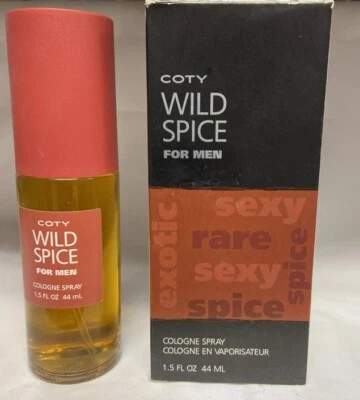 COTY
WILD
SPICE
FOR MEN
COLOGNE SPRAY
1.5 FL OZ 44 mL
COTY
WILD
SPICE
FOR MEN
exotic
sexy
rare
sexy
spice
spice
COLOGNE SPRAY
COLOGNE EN VAPORISATEUR
1.5 FL OZ 44 ML